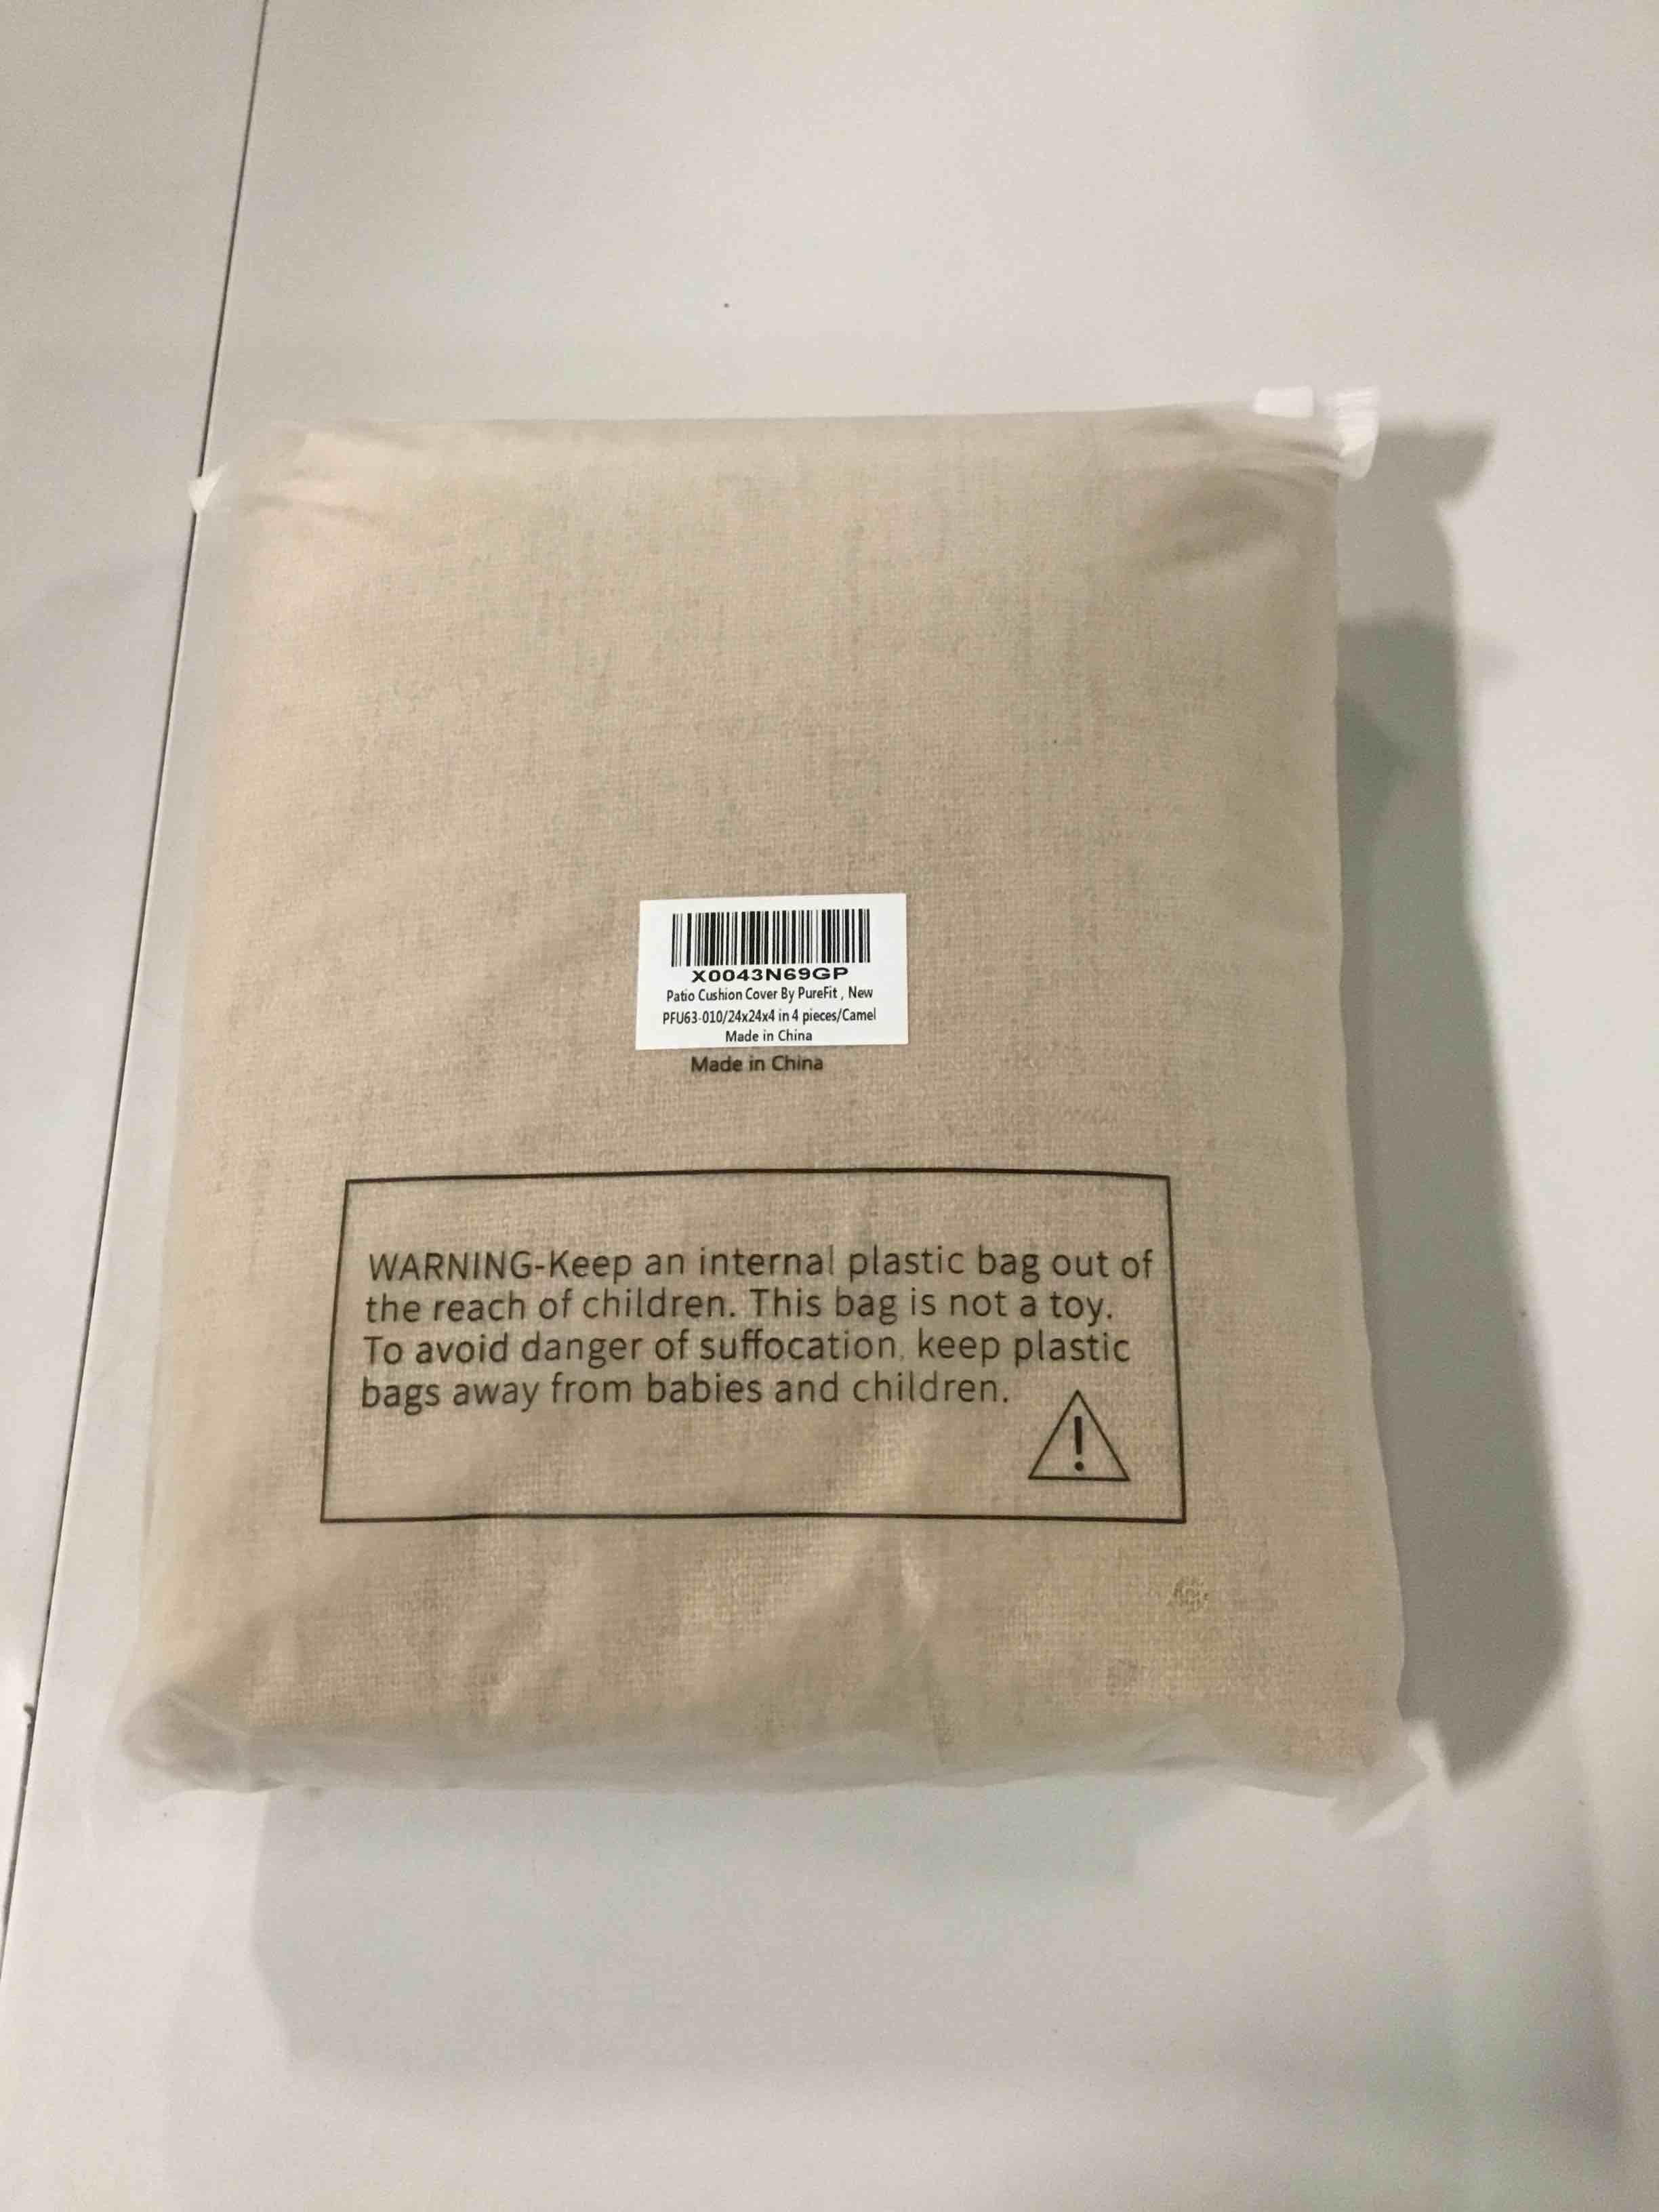 X0043N69GP
Patio Cushion Cover By PureFit , New
PFU63-010/24x24x4 in 4 pieces/Camel
Made in China
Made in China
WARNING-Keep an internal plastic bag out of
the reach of children. This bag is not a toy.
To avoid danger of suffocation, keep plastic
bags away from babies and children.
!